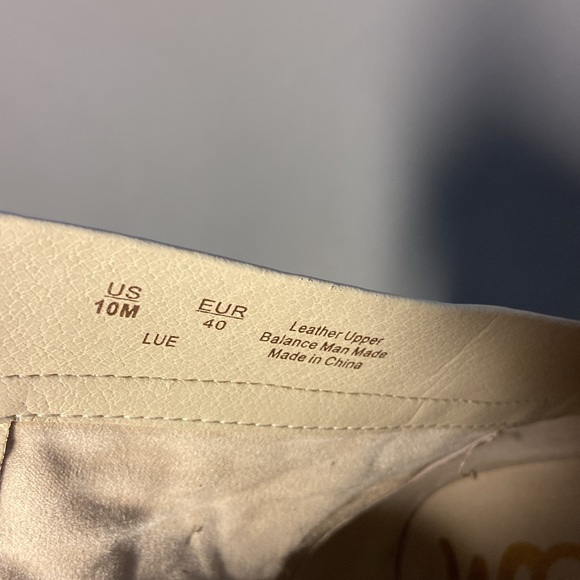 US
10M
EUR
40
LUE
Leather Upper
Balance Man Made
Made in China